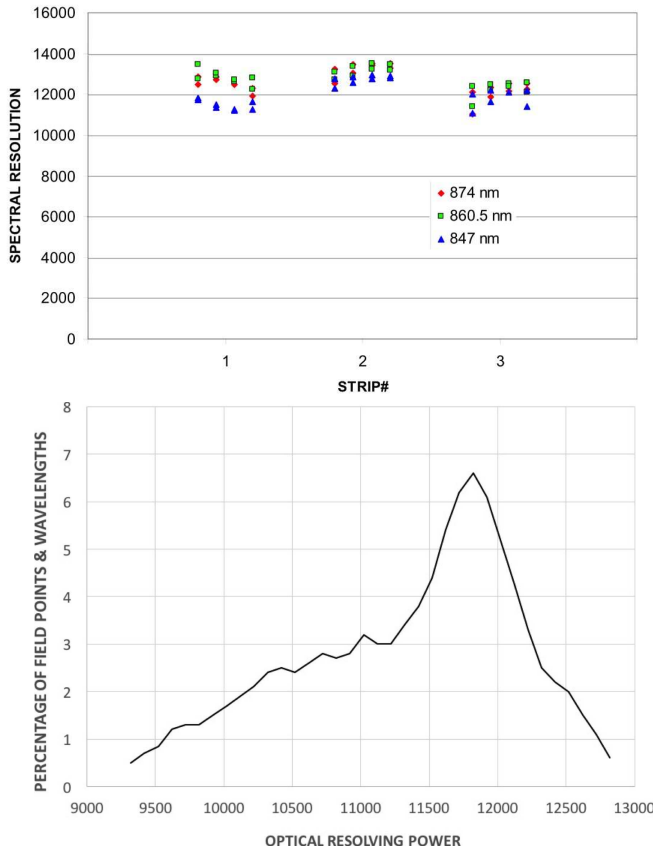 16000
14000
12000
10000
8000
6000
4000
2000
0
SPECTRAL RESOLUTION
874 nm
860.5 nm
847 nm
1 2 3
STRIP#
8
7
6
5
4
3
2
1
0
PERCENTAGE OF FIELD POINTS & WAVELENGTHS
9000 9500 10000 10500 11000 11500 12000 12500 13000
OPTICAL RESOLVING POWER